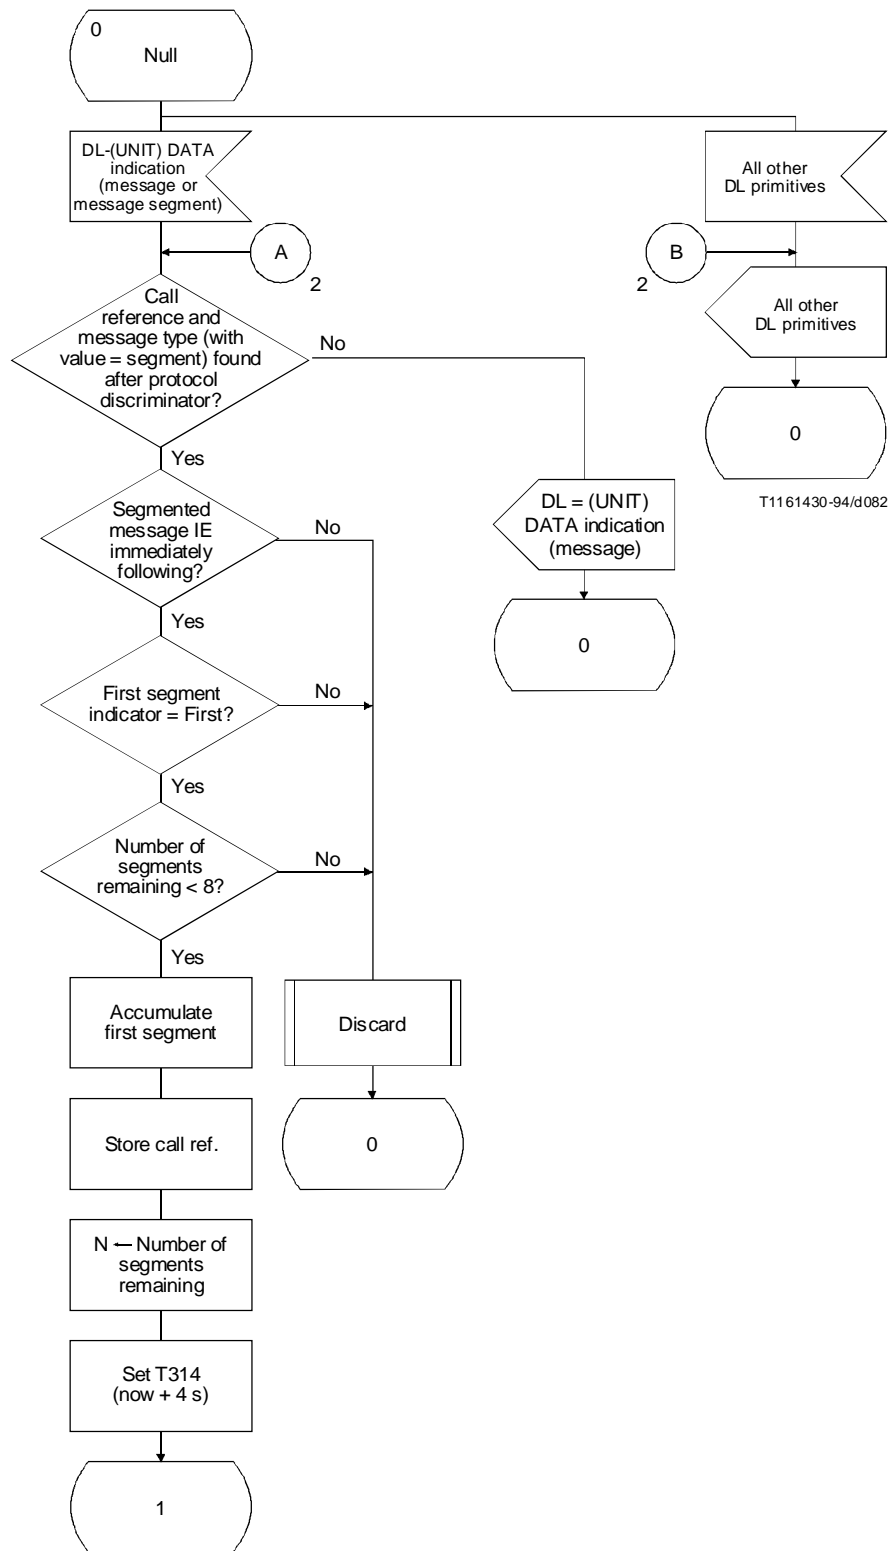 0
Null
DL-(UNIT) DATA
indication
(message or
message segment)
All other
DL primitives
A
2
B
2
Call
reference and
message type (with
value = segment) found
after protocol
discriminator?
No
All other
DL primitives
0
T1161430-94/d082
Yes
Segmented
message IE
immediately
following?
No
DL = (UNIT)
DATA indication
(message)
0
Yes
First segment
indicator = First?
No
Yes
Number of
segments
remaining < 8?
No
Yes
Accumulate
first segment
Discard
Store call ref.
0
N ← Number of
segments
remaining
Set T314
(now + 4 s)
1